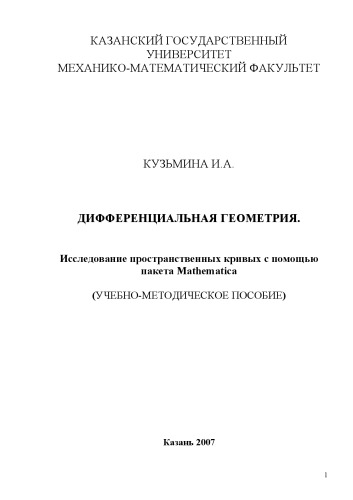 КАЗАНСКИЙ ГОСУДАРСТВЕННЫЙ
УНИВЕРСИТЕТ
МЕХАНИКО-МАТЕМАТИЧЕСКИЙ ФАКУЛЬТЕТ
КУЗЬМИНА И.А.
ДИФФЕРЕНЦИАЛЬНАЯ ГЕОМЕТРИЯ.
Исследование пространственных кривых с помощью
пакета Mathematica
(УЧЕБНО-МЕТОДИЧЕСКОЕ ПОСОБИЕ)
Казань 2007
1